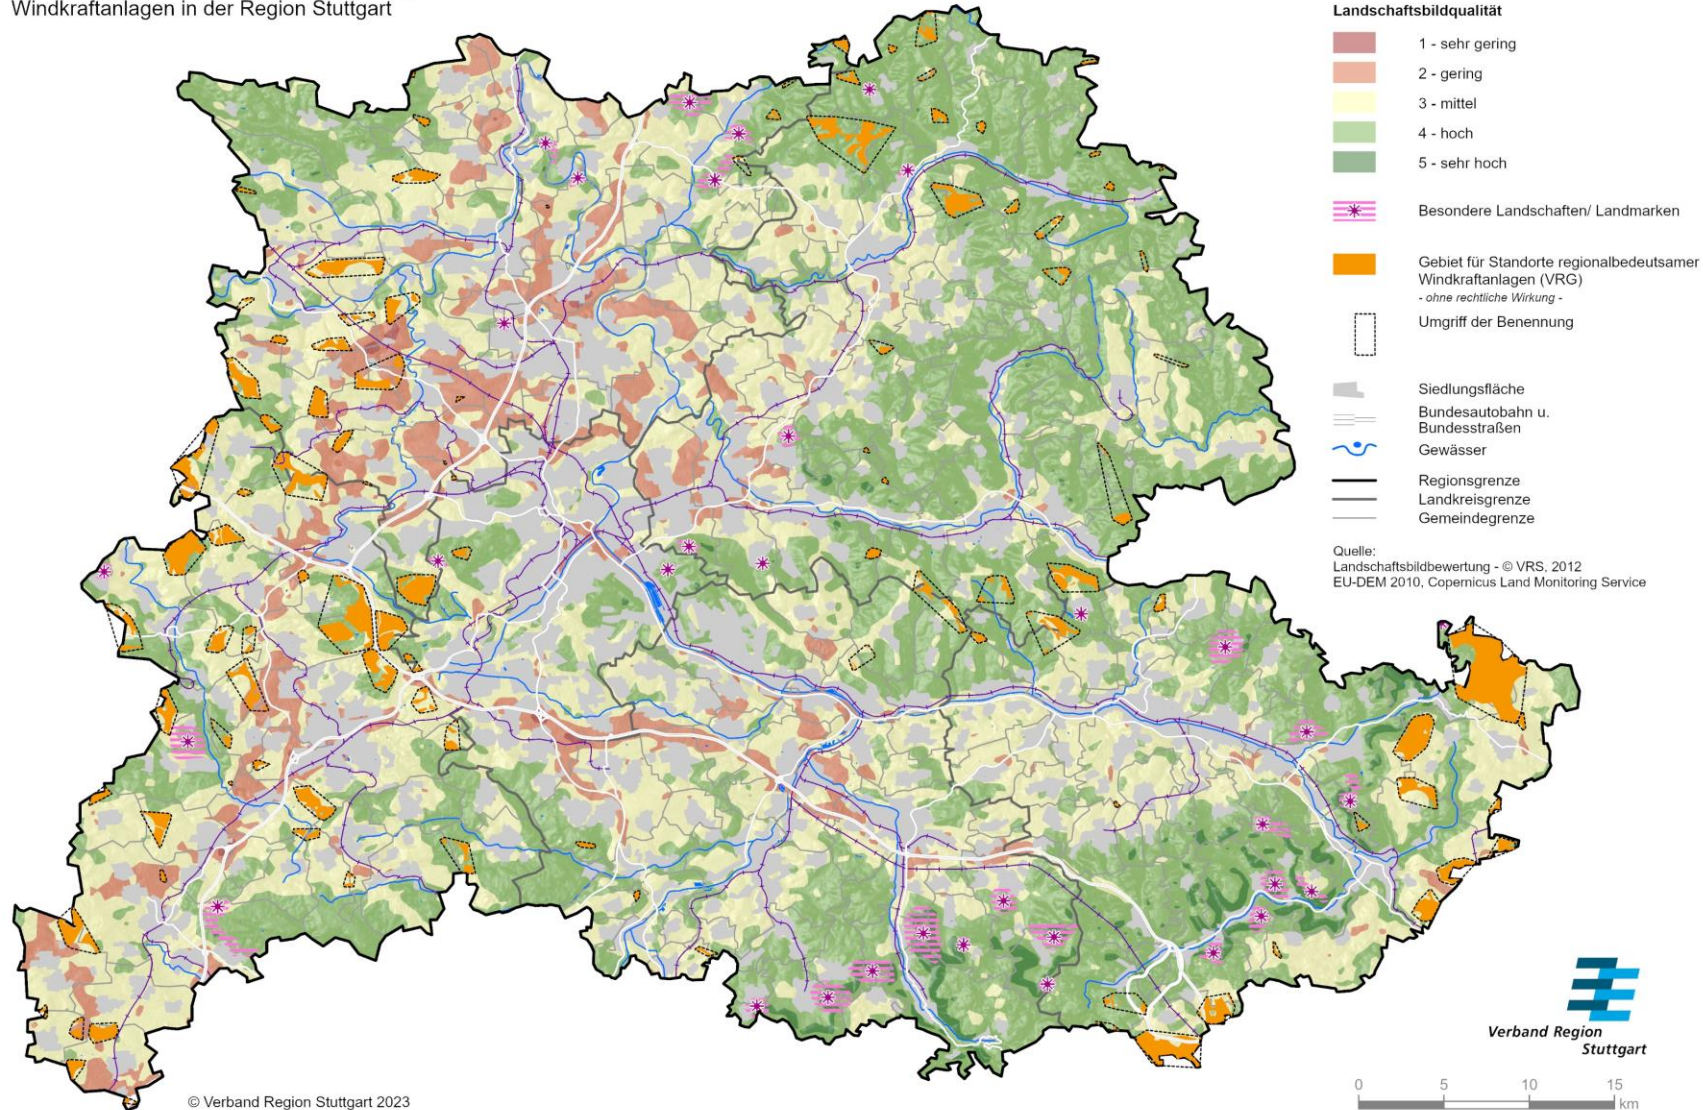 Windkraftanlagen in der Region Stuttgart
Landschaftsbildqualität
1 - sehr gering
2 - gering
3 - mittel
4 - hoch
5 - sehr hoch
Besondere Landschaften/ Landmarken
Gebiet für Standorte regionalbedeutsamer
Windkraftanlagen (VRG)
- ohne rechtliche Wirkung -
Umgriff der Benennung
Siedlungsfläche
Bundesautobahn u.
Bundesstraßen
Gewässer
Regionsgrenze
Landkreisgrenze
Gemeindegrenze
Quelle:
Landschaftsbildbewertung - © VRS, 2012
EU-DEM 2010, Copernicus Land Monitoring Service
Verband Region
Stuttgart
0 5 10 15
km
© Verband Region Stuttgart 2023